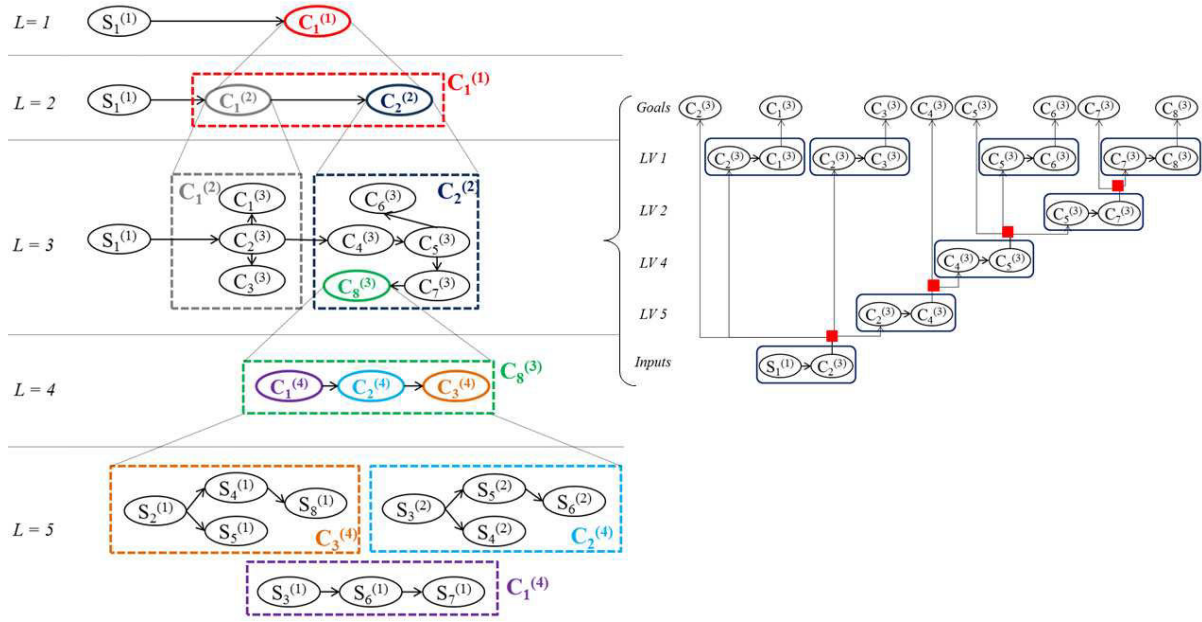 L = 1
S₁⁽¹⁾ C₁⁽¹⁾
L = 2
S₁⁽¹⁾ C₁⁽²⁾ C₂⁽²⁾ C₁⁽¹⁾
L = 3
C₁⁽²⁾ C₁⁽³⁾
S₁⁽¹⁾ C₂⁽³⁾
C₃⁽³⁾
C₆⁽³⁾ C₂⁽²⁾
C₄⁽³⁾ C₅⁽³⁾
C₈⁽³⁾ C₇⁽³⁾
L = 4
C₁⁽⁴⁾ C₂⁽⁴⁾ C₃⁽⁴⁾ C₈⁽³⁾
L = 5
S₂⁽¹⁾ S₄⁽¹⁾ S₈⁽¹⁾
S₅⁽¹⁾ C₃⁽⁴⁾
S₃⁽²⁾ S₅⁽²⁾ S₆⁽²⁾
S₄⁽²⁾ C₂⁽⁴⁾
S₃⁽¹⁾ S₆⁽¹⁾ S₇⁽¹⁾ C₁⁽⁴⁾
Goals C₂⁽³⁾ C₁⁽³⁾ C₃⁽³⁾ C₄⁽³⁾ C₅⁽³⁾ C₆⁽³⁾ C₇⁽³⁾ C₈⁽³⁾
LV 1 C₂⁽³⁾ C₁⁽³⁾ C₂⁽³⁾ C₃⁽³⁾ C₅⁽³⁾ C₆⁽³⁾ C₇⁽³⁾ C₈⁽³⁾
LV 2 C₅⁽³⁾ C₇⁽³⁾
LV 4 C₄⁽³⁾ C₅⁽³⁾
LV 5 C₂⁽³⁾ C₄⁽³⁾
Inputs S₁⁽¹⁾ C₂⁽³⁾